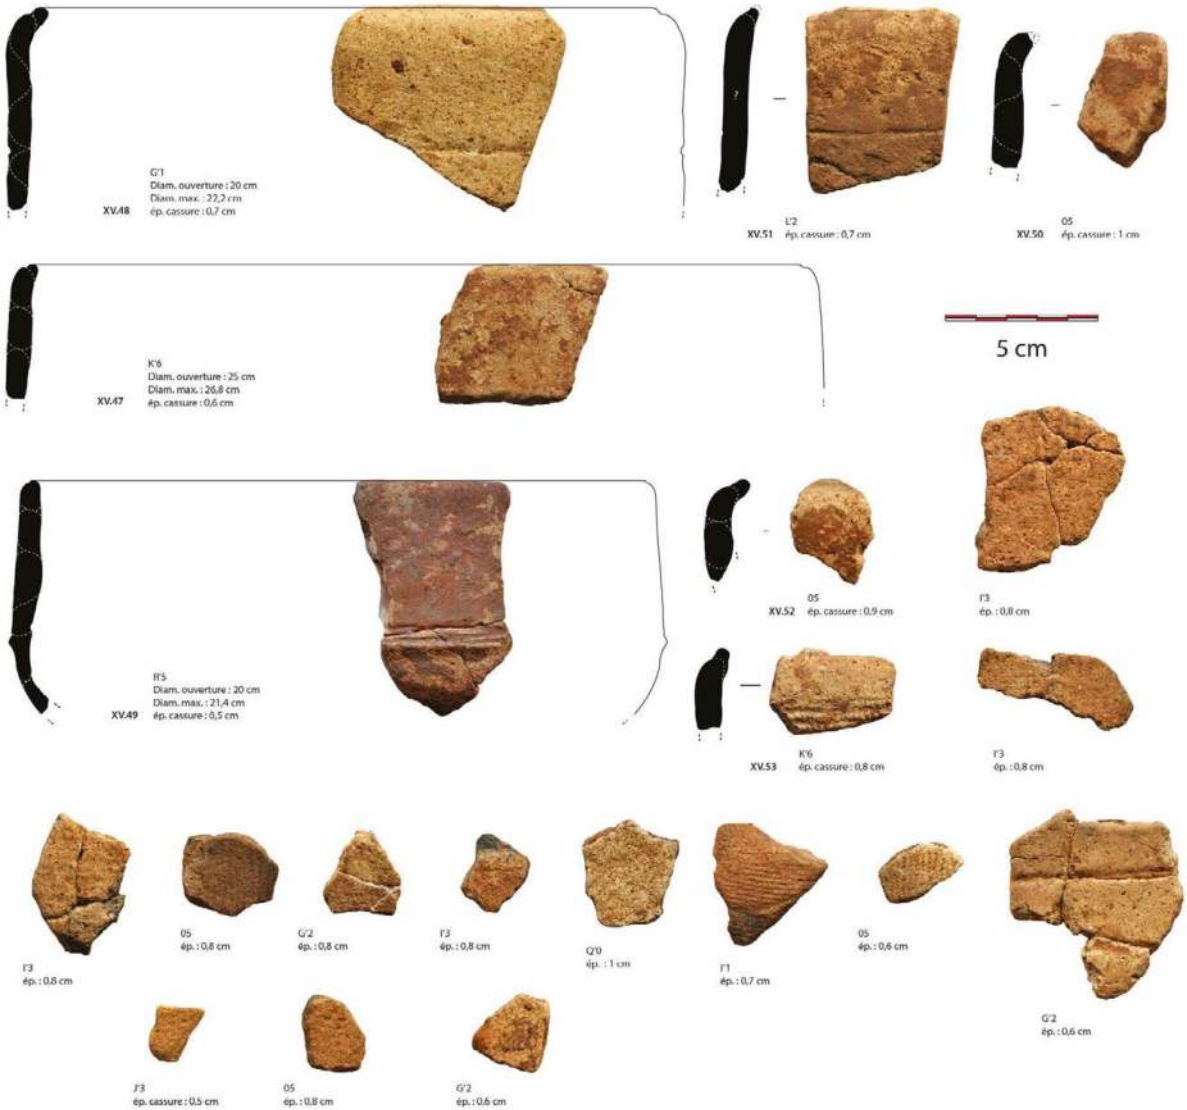 G'1
Diam. ouverture : 20 cm
Diam. max. : 22,2 cm
XV.48 ép. cassure : 0,7 cm
?
L'2
XV.51 ép. cassure : 0,7 cm
05
XV.50 ép. cassure : 1 cm
K'6
Diam. ouverture : 25 cm
Diam. max. : 26,8 cm
XV.47 ép. cassure : 0,6 cm
5 cm
R'5
Diam. ouverture : 20 cm
Diam. max. : 21,4 cm
XV.49 ép. cassure : 0,5 cm
05
XV.52 ép. cassure : 0,9 cm
I'3
ép. : 0,8 cm
K'6
XV.53 ép. cassure : 0,8 cm
I'3
ép. : 0,8 cm
I'3
ép. : 0,8 cm
05
ép. : 0,8 cm
G'2
ép. : 0,8 cm
I'3
ép. : 0,8 cm
Q'0
ép. : 1 cm
I'1
ép. : 0,7 cm
05
ép. : 0,6 cm
G'2
ép. : 0,6 cm
J'3
ép. cassure : 0,5 cm
05
ép. : 0,8 cm
G'2
ép. : 0,6 cm